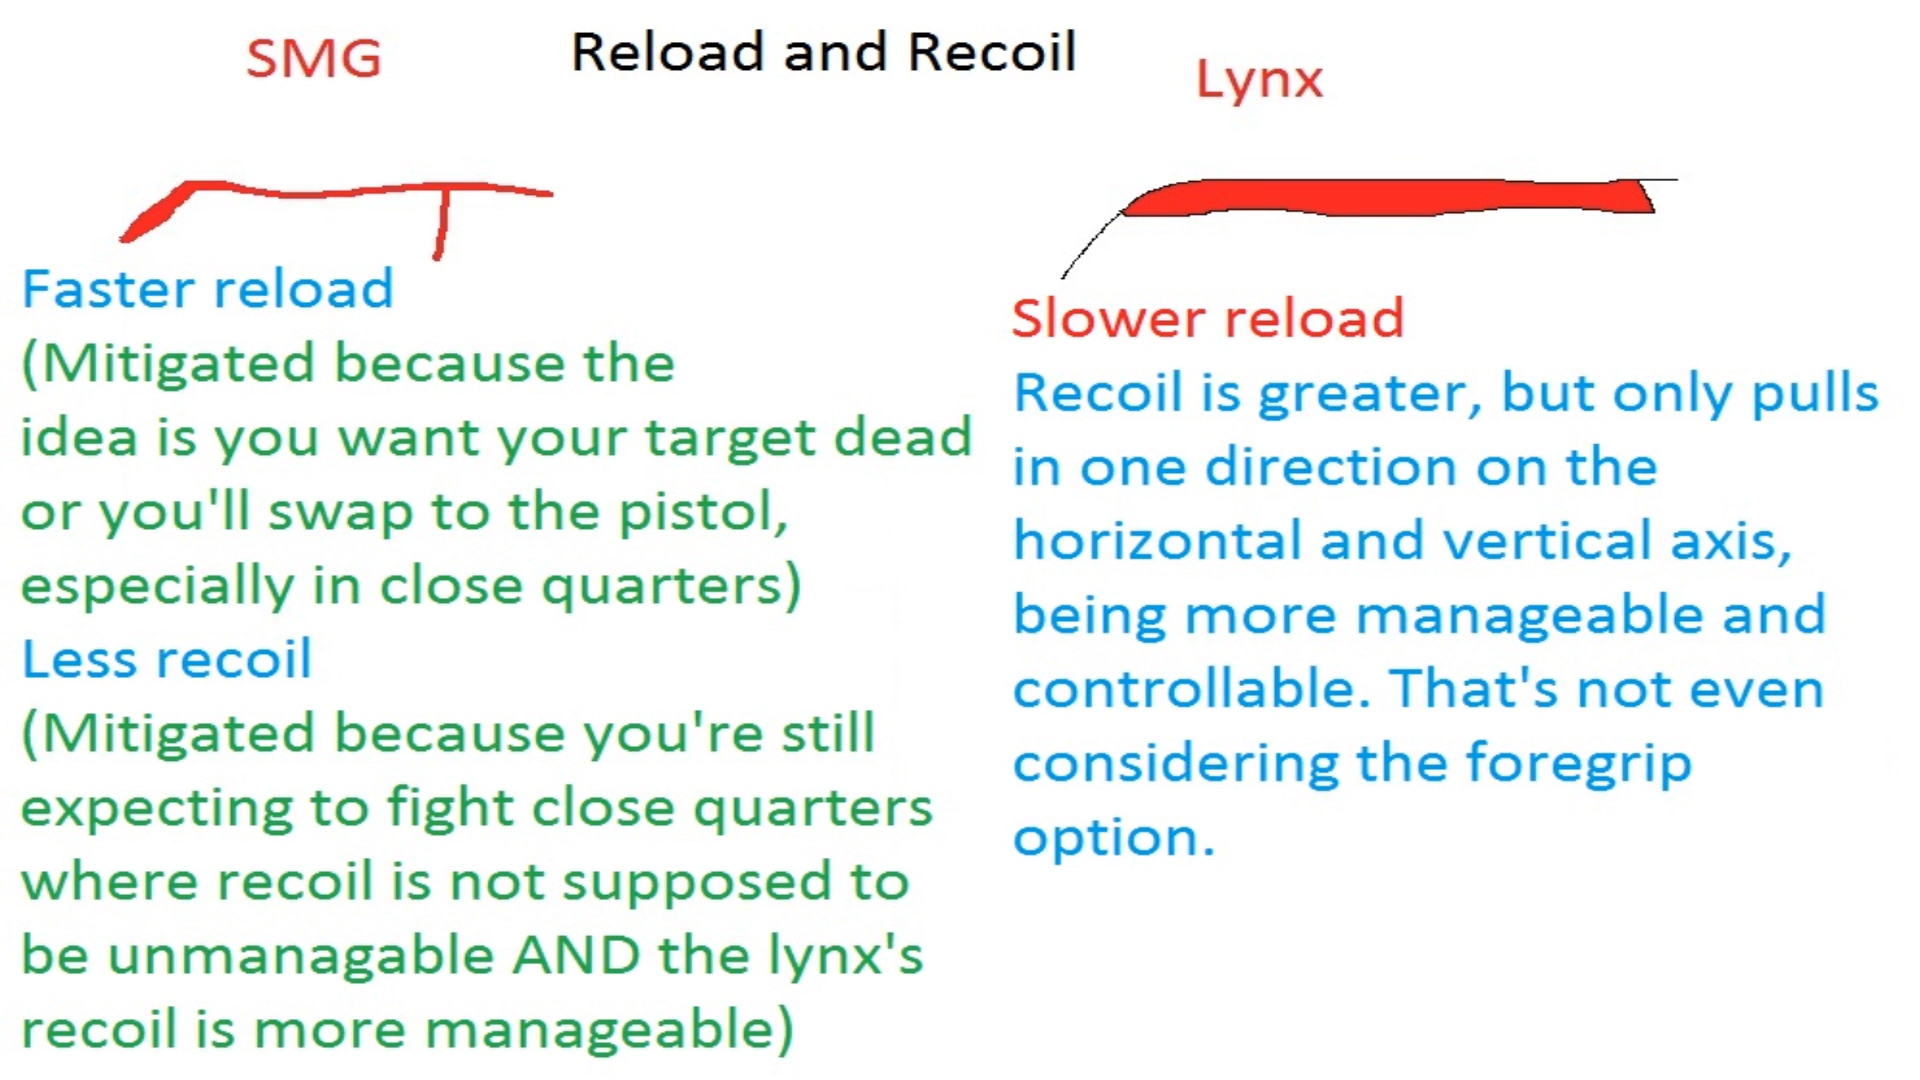 SMG
Reload and Recoil
Lynx
Faster reload
(Mitigated because the
idea is you want your target dead
or you'll swap to the pistol,
especially in close quarters)
Less recoil
(Mitigated because you're still
expecting to fight close quarters
where recoil is not supposed to
be unmanagable AND the lynx's
recoil is more manageable)
Slower reload
Recoil is greater, but only pulls
in one direction on the
horizontal and vertical axis,
being more manageable and
controllable. That's not even
considering the foregrip
option.